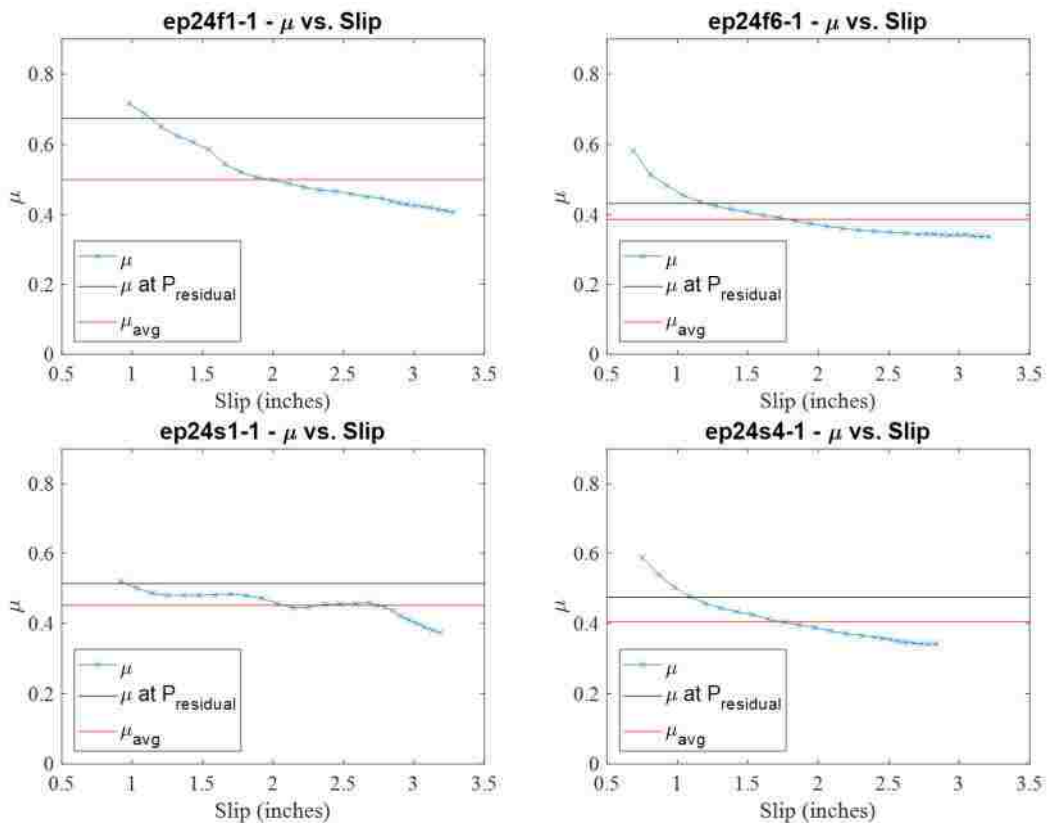 ep24f1-1 - μ vs. Slip
0.8
0.6
0.4
0.2
0
μ
μ
μ at P_residual
μ_avg
0.5 1 1.5 2 2.5 3 3.5
Slip (inches)
ep24f6-1 - μ vs. Slip
0.8
0.6
0.4
0.2
0
μ
μ
μ at P_residual
μ_avg
0.5 1 1.5 2 2.5 3 3.5
Slip (inches)
ep24s1-1 - μ vs. Slip
0.8
0.6
0.4
0.2
0
μ
μ
μ at P_residual
μ_avg
0.5 1 1.5 2 2.5 3 3.5
Slip (inches)
ep24s4-1 - μ vs. Slip
0.8
0.6
0.4
0.2
0
μ
μ
μ at P_residual
μ_avg
0.5 1 1.5 2 2.5 3 3.5
Slip (inches)